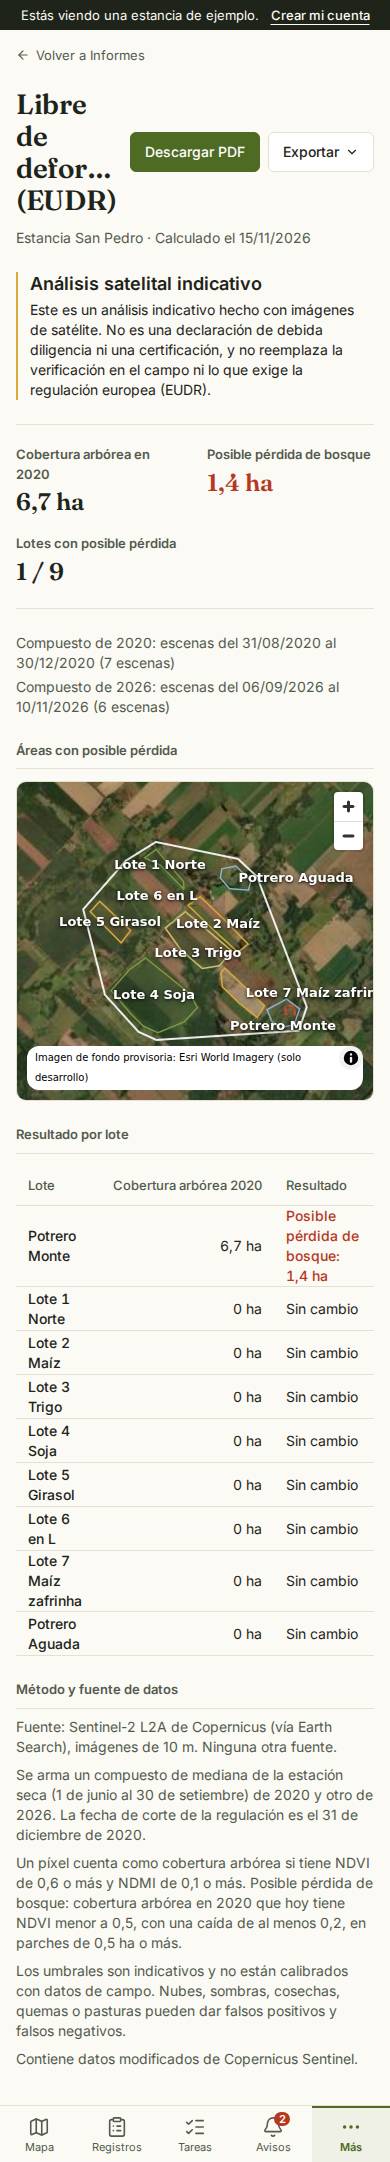 Estás viendo una estancia de ejemplo. Crear mi cuenta
← Volver a Informes
Libre
de
defor...
(EUDR)
Descargar PDF
Exportar
Estancia San Pedro · Calculado el 15/11/2026
Análisis satelital indicativo
Este es un análisis indicativo hecho con imágenes
de satélite. No es una declaración de debida
diligencia ni una certificación, y no reemplaza la
verificación en el campo ni lo que exige la
regulación europea (EUDR).
Cobertura arbórea en
2020
6,7 ha
Posible pérdida de bosque
1,4 ha
Lotes con posible pérdida
1 / 9
Compuesto de 2020: escenas del 31/08/2020 al
30/12/2020 (7 escenas)
Compuesto de 2026: escenas del 06/09/2026 al
10/11/2026 (6 escenas)
Áreas con posible pérdida
+
−
Lote 1 Norte
Potrero Aguada
Lote 6 en L
Lote 5 Girasol
Lote 2 Maíz
Lote 3 Trigo
Lote 4 Soja
Lote 7 Maíz zafrir
Potrero Monte
Imagen de fondo provisoria: Esri World Imagery (solo
desarrollo)
Resultado por lote
Lote Cobertura arbórea 2020 Resultado
Potrero
Monte
6,7 ha
Posible
pérdida de
bosque:
1,4 ha
Lote 1
Norte
0 ha Sin cambio
Lote 2
Maíz
0 ha Sin cambio
Lote 3
Trigo
0 ha Sin cambio
Lote 4
Soja
0 ha Sin cambio
Lote 5
Girasol
0 ha Sin cambio
Lote 6
en L
0 ha Sin cambio
Lote 7
Maíz
zafrinha
0 ha Sin cambio
Potrero
Aguada
0 ha Sin cambio
Método y fuente de datos
Fuente: Sentinel-2 L2A de Copernicus (vía Earth
Search), imágenes de 10 m. Ninguna otra fuente.
Se arma un compuesto de mediana de la estación
seca (1 de junio al 30 de setiembre) de 2020 y otro de
2026. La fecha de corte de la regulación es el 31 de
diciembre de 2020.
Un píxel cuenta como cobertura arbórea si tiene NDVI
de 0,6 o más y NDMI de 0,1 o más. Posible pérdida de
bosque: cobertura arbórea en 2020 que hoy tiene
NDVI menor a 0,5, con una caída de al menos 0,2, en
parches de 0,5 ha o más.
Los umbrales son indicativos y no están calibrados
con datos de campo. Nubes, sombras, cosechas,
quemas o pasturas pueden dar falsos positivos y
falsos negativos.
Contiene datos modificados de Copernicus Sentinel.
2
Mapa Registros Tareas Avisos Más